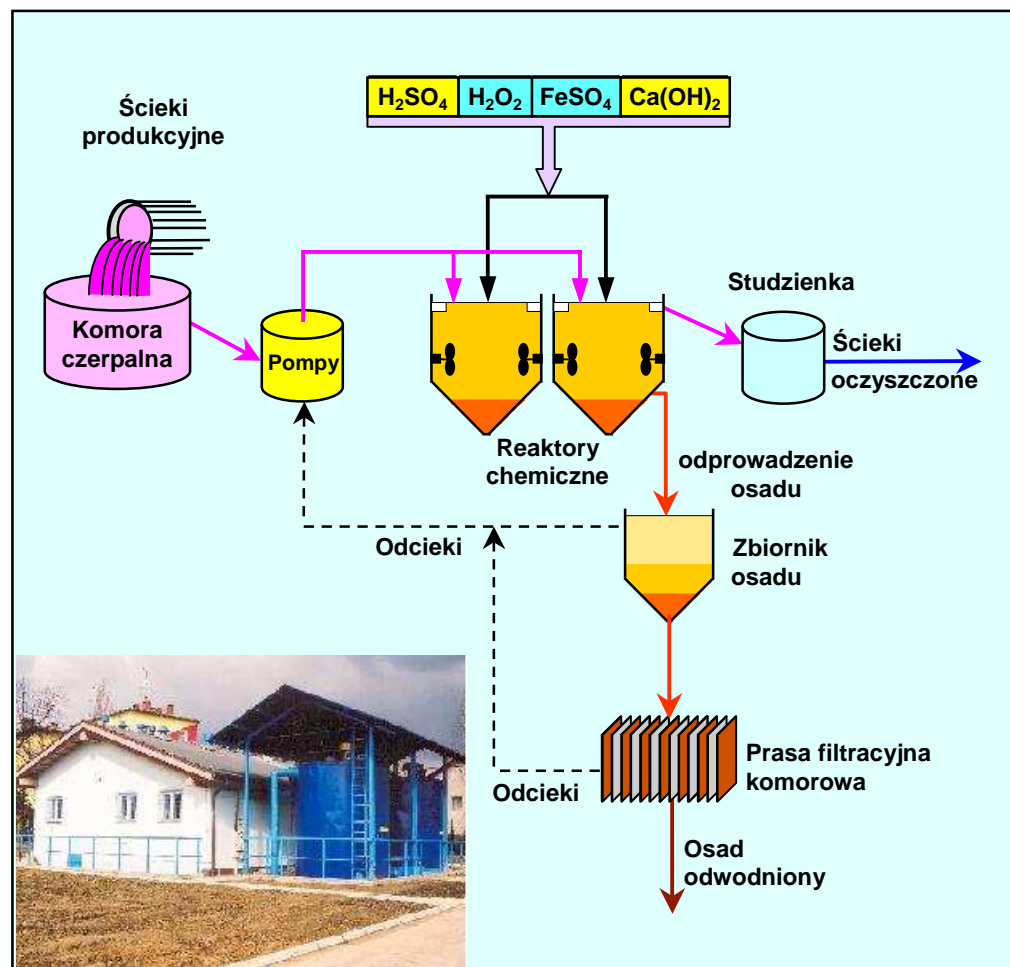 H₂SO₄ H₂O₂ FeSO₄ Ca(OH)₂
Ścieki
produkcyjne
Komora
czerpalna
Pompy
Reaktory
chemiczne
Studzienka
Ścieki
oczyszczone
odprowadzenie
osadu
Odcieki
Zbiornik
osadu
Odcieki
Prasa filtracyjna
komorowa
Osad
odwodniony